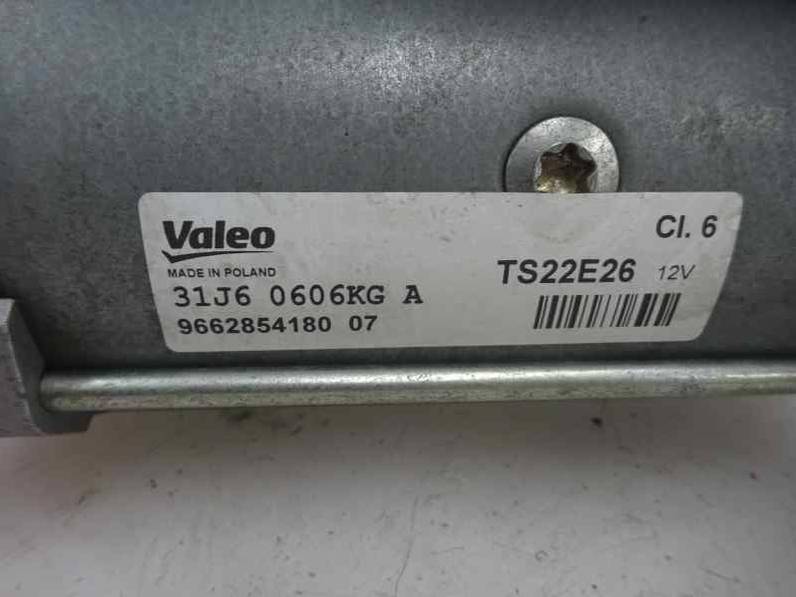 Valeo
Cl. 6
MADE IN POLAND
TS22E26 12V
31J6 0606KG A
9662854180 07